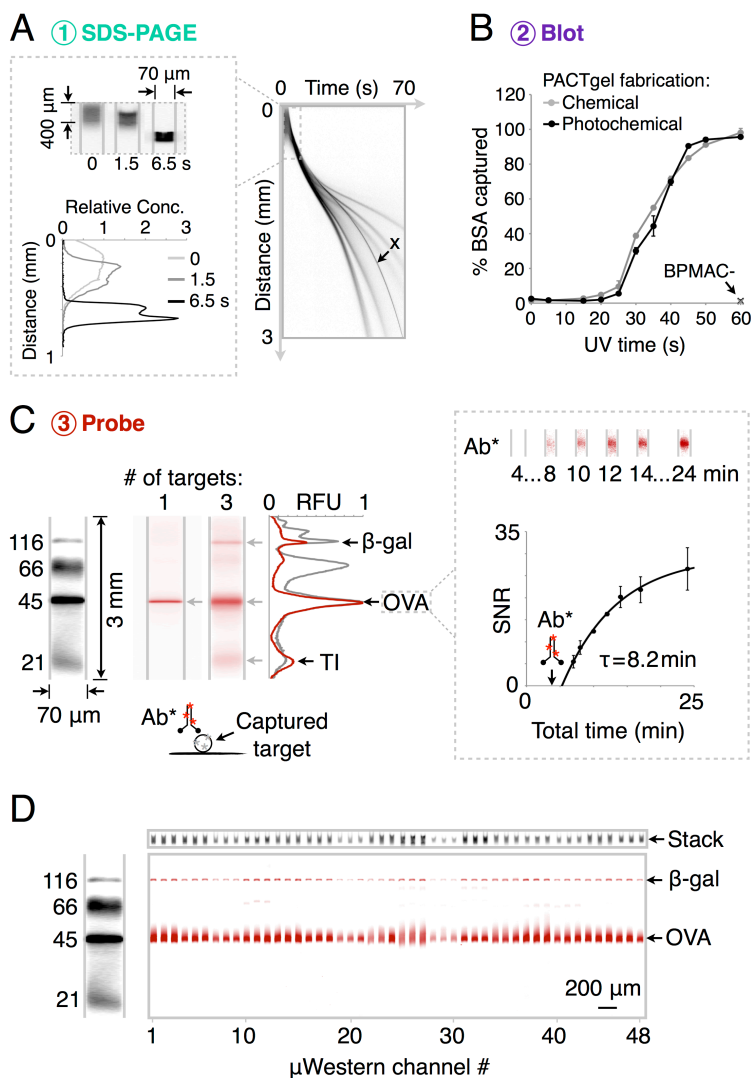 A
① SDS-PAGE
70 µm
400 µm
0 1.5 6.5 s
Relative Conc.
0 1 2 3
0
Distance (mm)
1
0
1.5
6.5 s
0 Time (s) 70
0
Distance (mm)
3
x
B
② Blot
PACTgel fabrication:
Chemical
Photochemical
120
100
80
60
40
20
0
% BSA captured
BPMAC-
0 10 20 30 40 50 60
UV time (s)
C
③ Probe
# of targets:
1 3
0 RFU 1
116
66
45
21
3 mm
70 µm
β-gal
OVA
TI
Ab*
Captured
target
Ab*
4...8 10 12 14...24 min
35
SNR
0
Ab*
τ=8.2min
0 25
Total time (min)
D
Stack
116
66
45
21
β-gal
OVA
200 µm
1 10 20 30 40 48
µWestern channel #